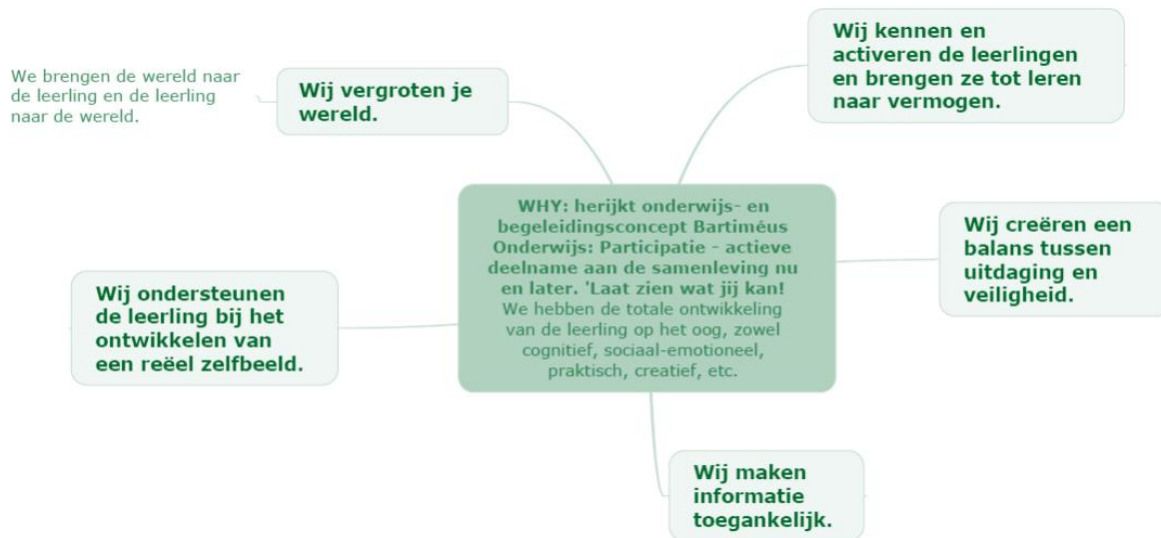 We brengen de wereld naar
de leerling en de leerling
naar de wereld.
Wij vergroten je
wereld.
Wij kennen en
activeren de leerlingen
en brengen ze tot leren
naar vermogen.
WHY: herijkt onderwijs- en
begeleidingsconcept Bartiméus
Onderwijs: Participatie - actieve
deelname aan de samenleving nu
en later. 'Laat zien wat jij kan!
We hebben de totale ontwikkeling
van de leerling op het oog, zowel
cognitief, sociaal-emotioneel,
praktisch, creatief, etc.
Wij creëren een
balans tussen
uitdaging en
veiligheid.
Wij ondersteunen
de leerling bij het
ontwikkelen van
een reëel zelfbeeld.
Wij maken
informatie
toegankelijk.